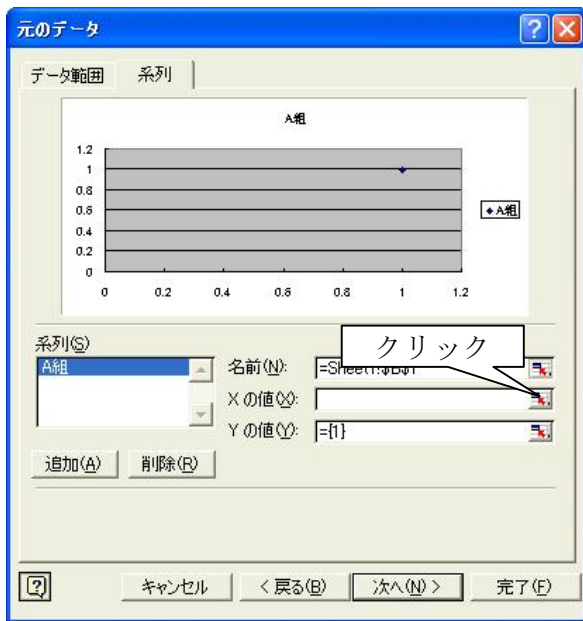 元のデータ
データ範囲 系列
A組
1.2
1
0.8
0.6
0.4
0.2
0
0 0.2 0.4 0.6 0.8 1 1.2
◆A組
系列(S)
A組
クリック
名前(N): =Sheet1!$B$1
Xの値(X):
Yの値(Y): ={1}
追加(A) 削除(R)
キャンセル <戻る(B) 次へ(N)> 完了(F)